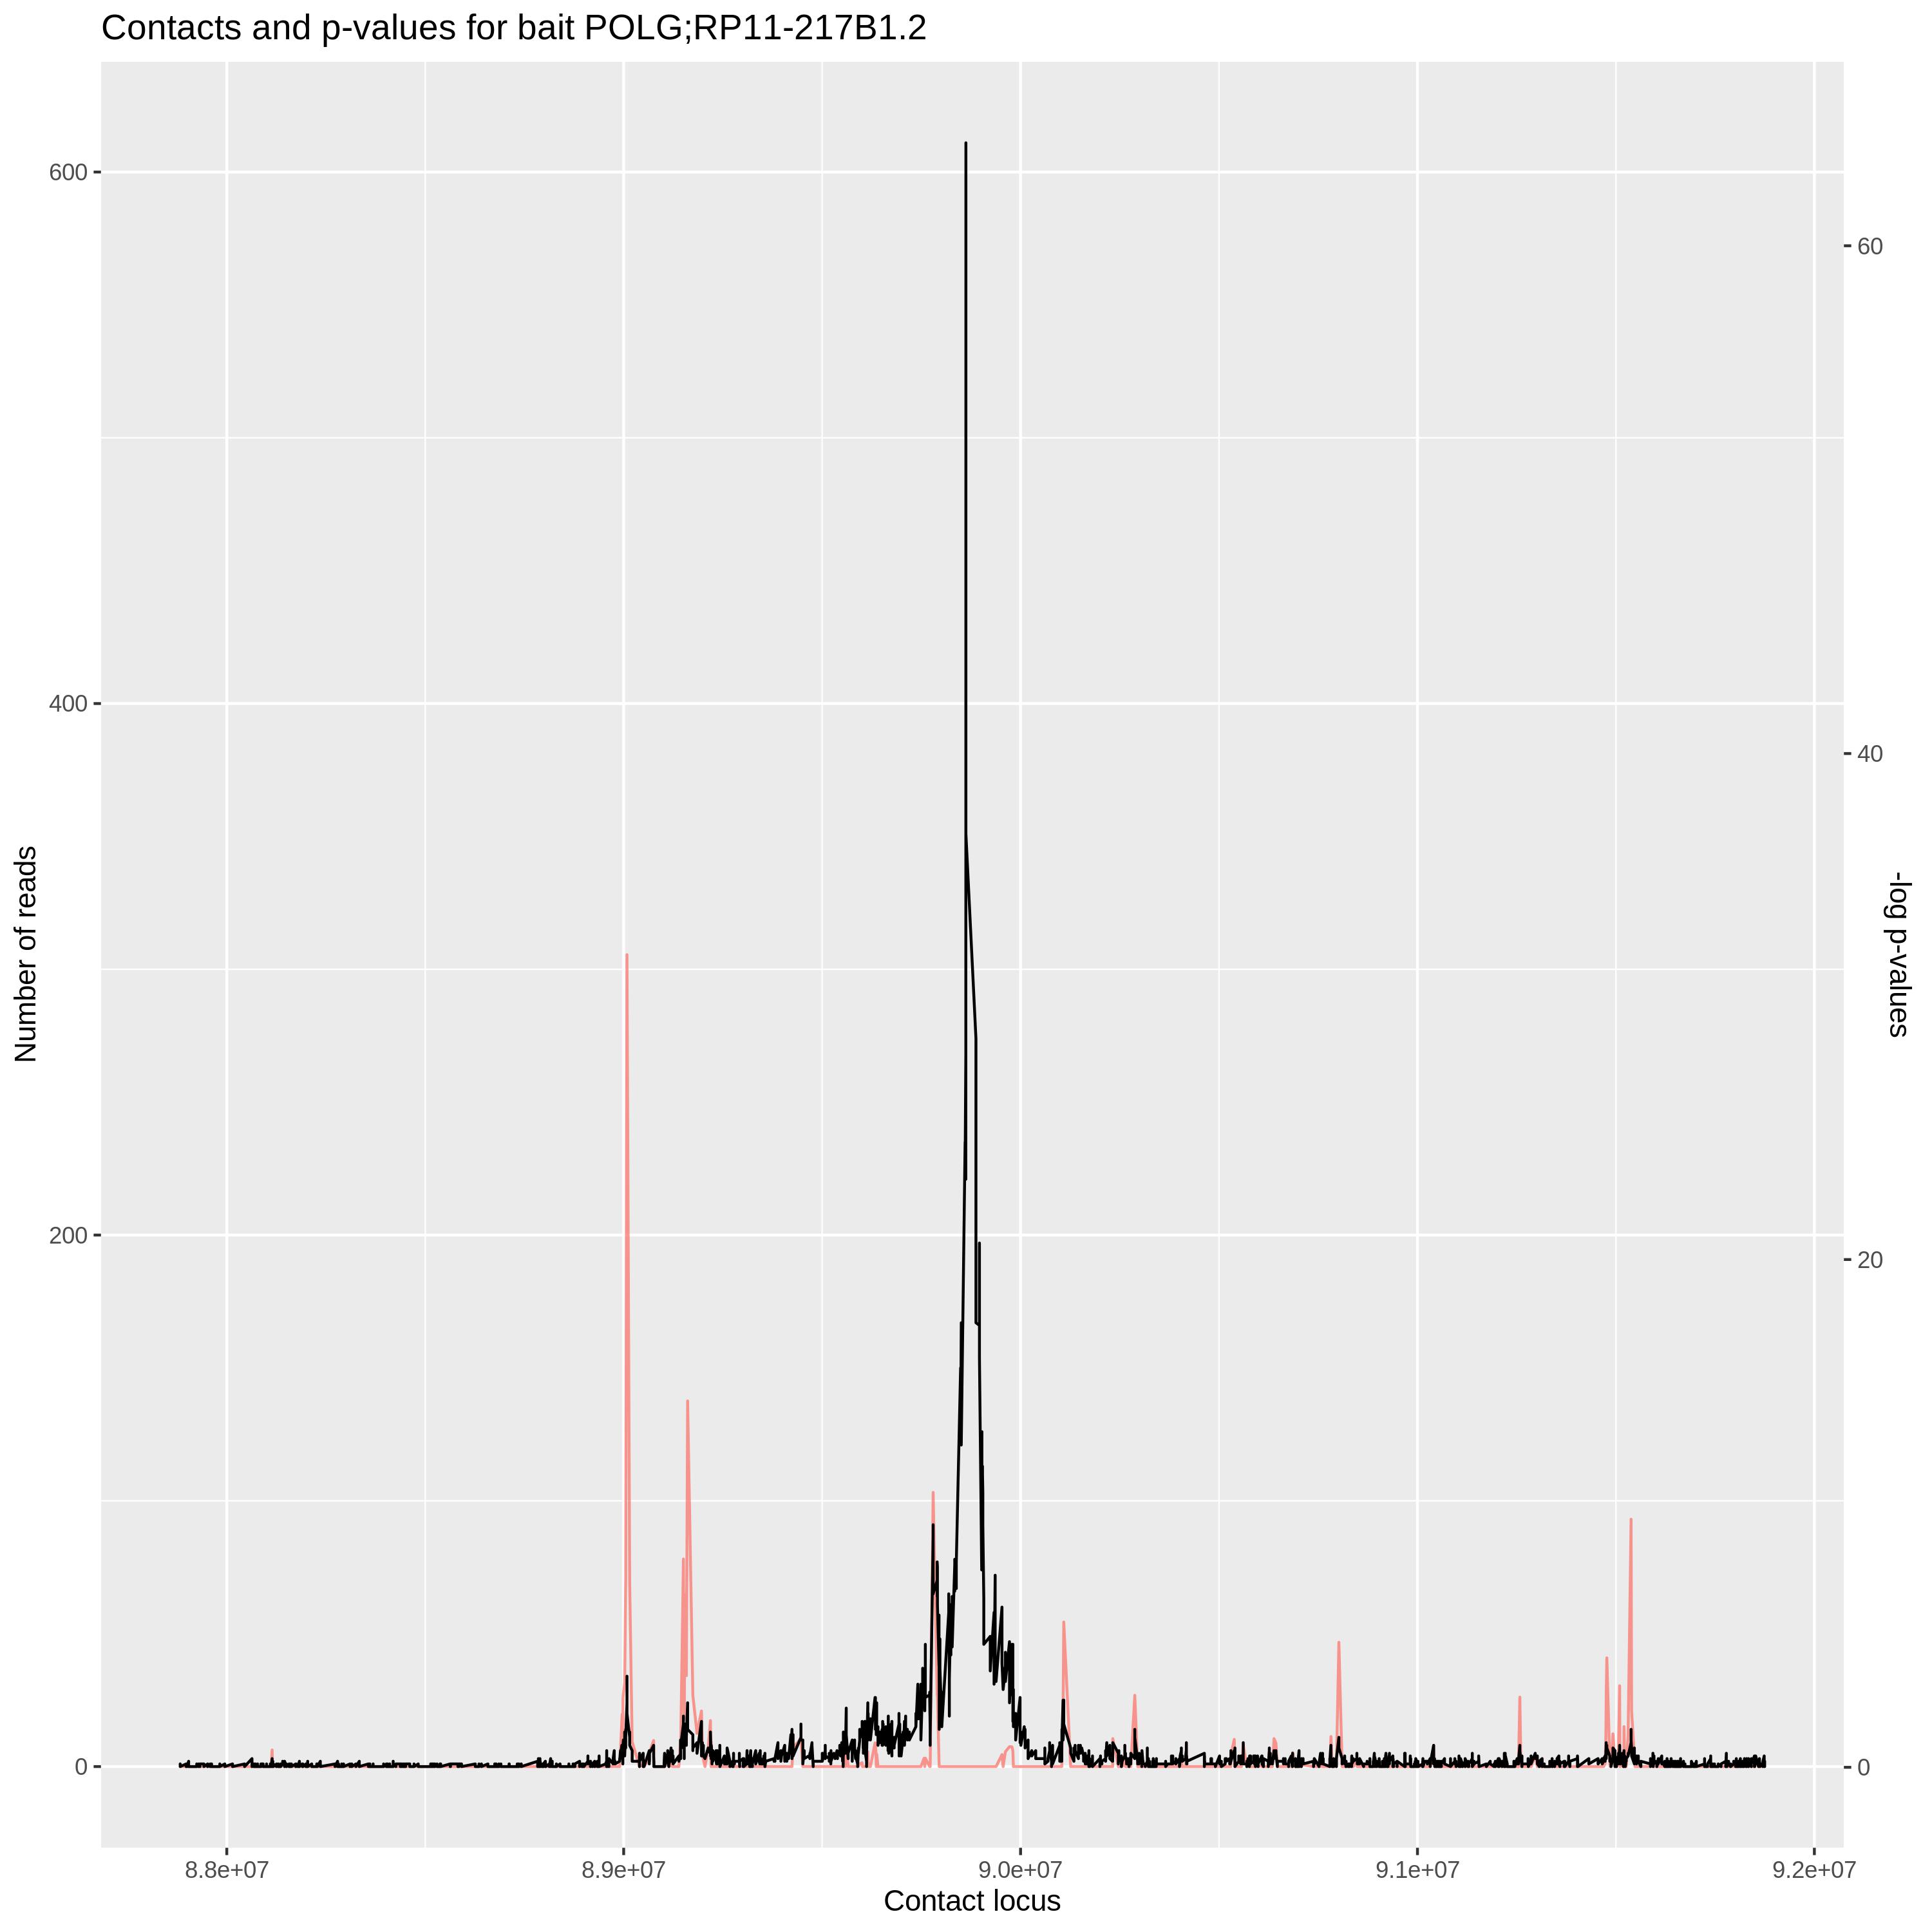 Contacts and p-values for bait POLG;RP11-217B1.2
600
400
200
0
Number of reads
60
40
20
0
-log p-values
8.8e+07
8.9e+07
9.0e+07
9.1e+07
9.2e+07
Contact locus